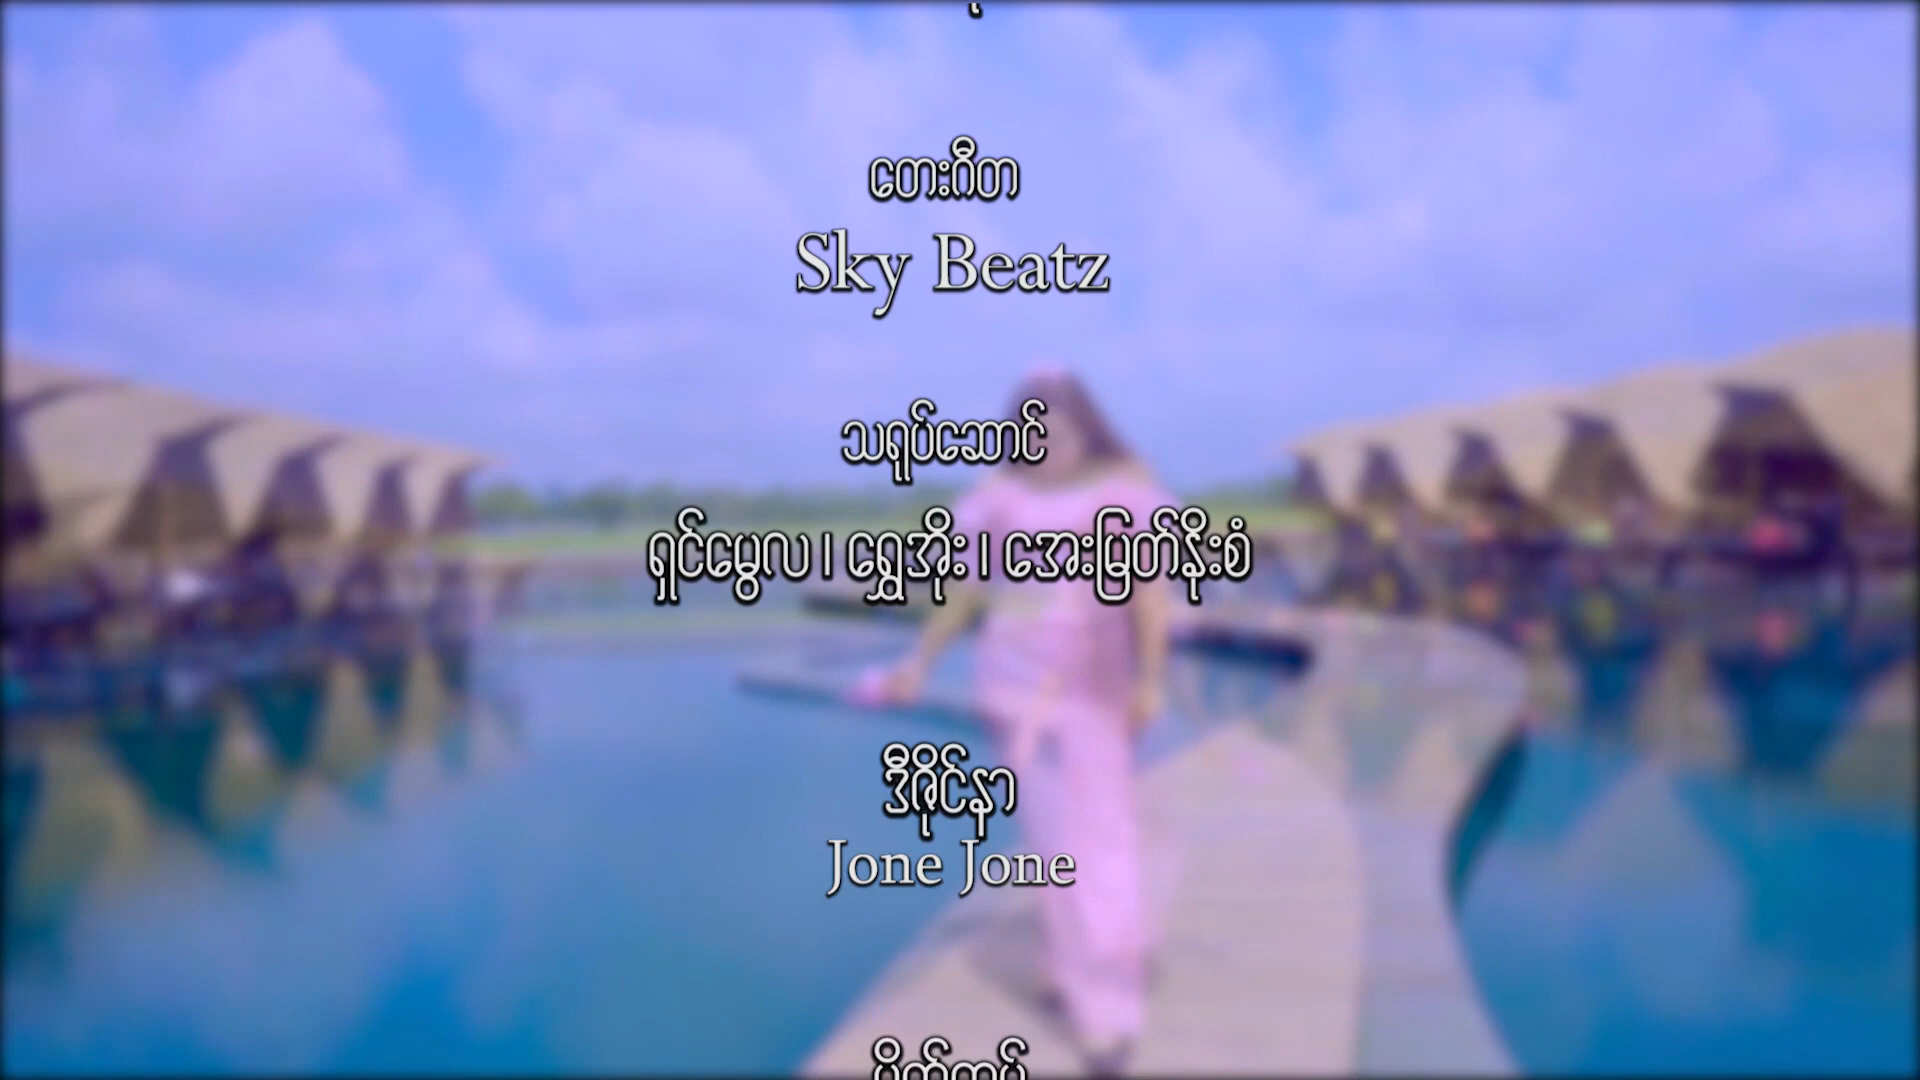 တေးဂီတ
Sky Beatz
သရုပ်ဆောင်
ရှင်မွေလ ၊ ရွှေအိုး ၊ အေးမြတ်နိုးစံ
ဒီဇိုင်နာ
Jone Jone